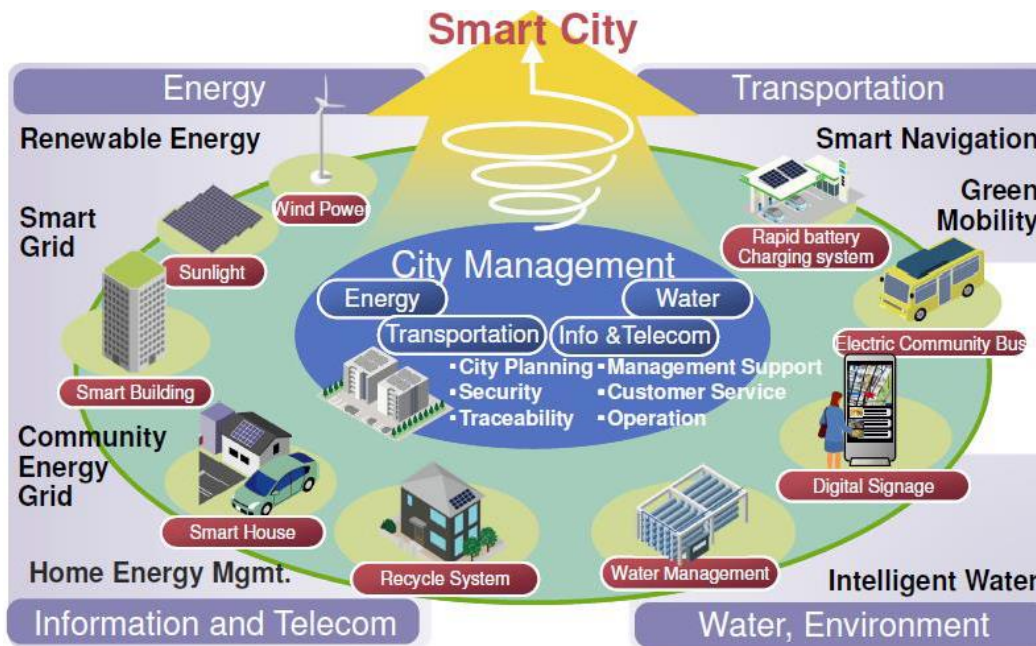 Smart City
Energy
Transportation
Renewable Energy
Smart Navigation
Wind Power
Green
Mobility
Smart
Grid
Sunlight
Rapid battery
Charging system
City Management
Energy
Water
Transportation
Info &Telecom
Electric Community Bus
▪City Planning
▪Management Support
▪Security
▪Customer Service
▪Traceability
▪Operation
Smart Building
Community
Energy
Grid
Digital Signage
Smart House
Recycle System
Water Management
Home Energy Mgmt.
Intelligent Water
Information and Telecom
Water, Environment